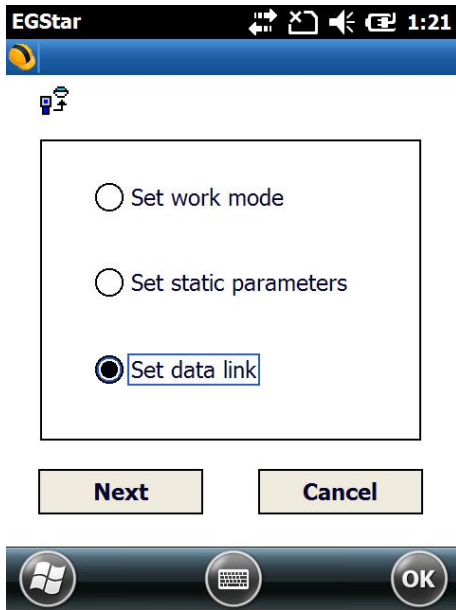 EGStar 1:21
Set work mode
Set static parameters
Set data link
Next Cancel
OK